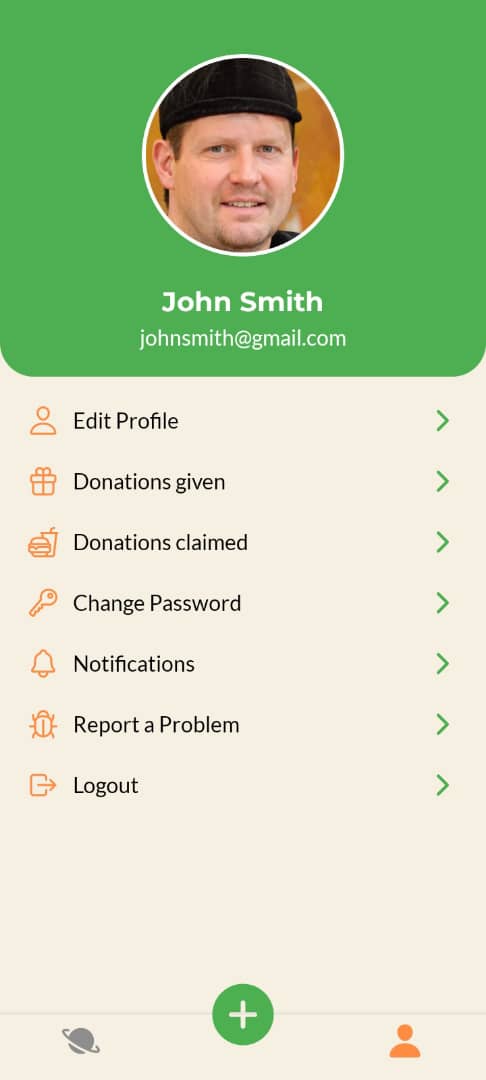 John Smith
johnsmith@gmail.com
Edit Profile
Donations given
Donations claimed
Change Password
Notifications
Report a Problem
Logout